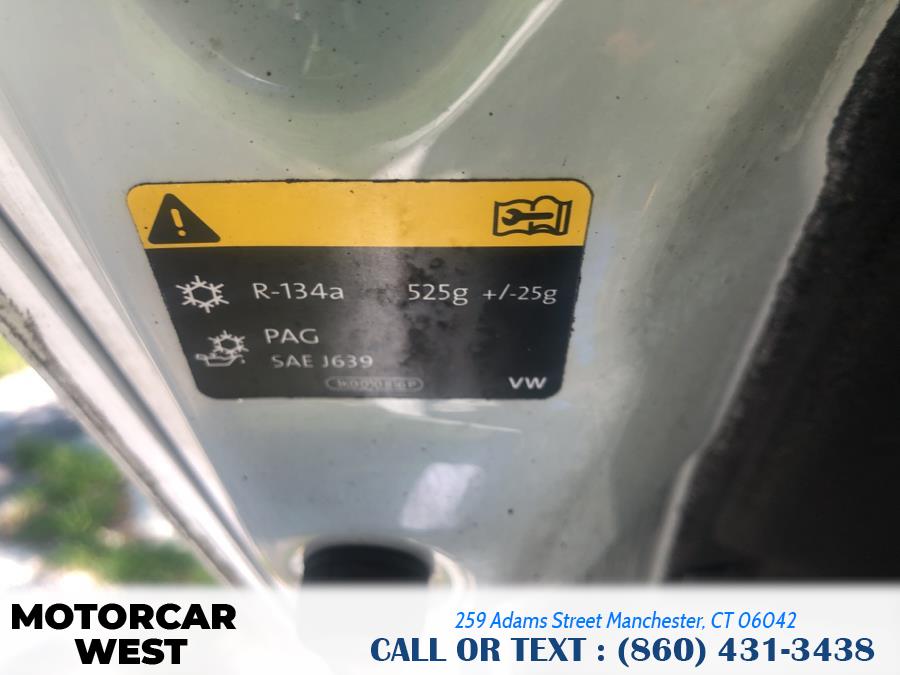 R-134a 525g +/-25g
PAG
SAE J639
VW
MOTORCAR
WEST
259 Adams Street Manchester, CT 06042
CALL OR TEXT : (860) 431-3438